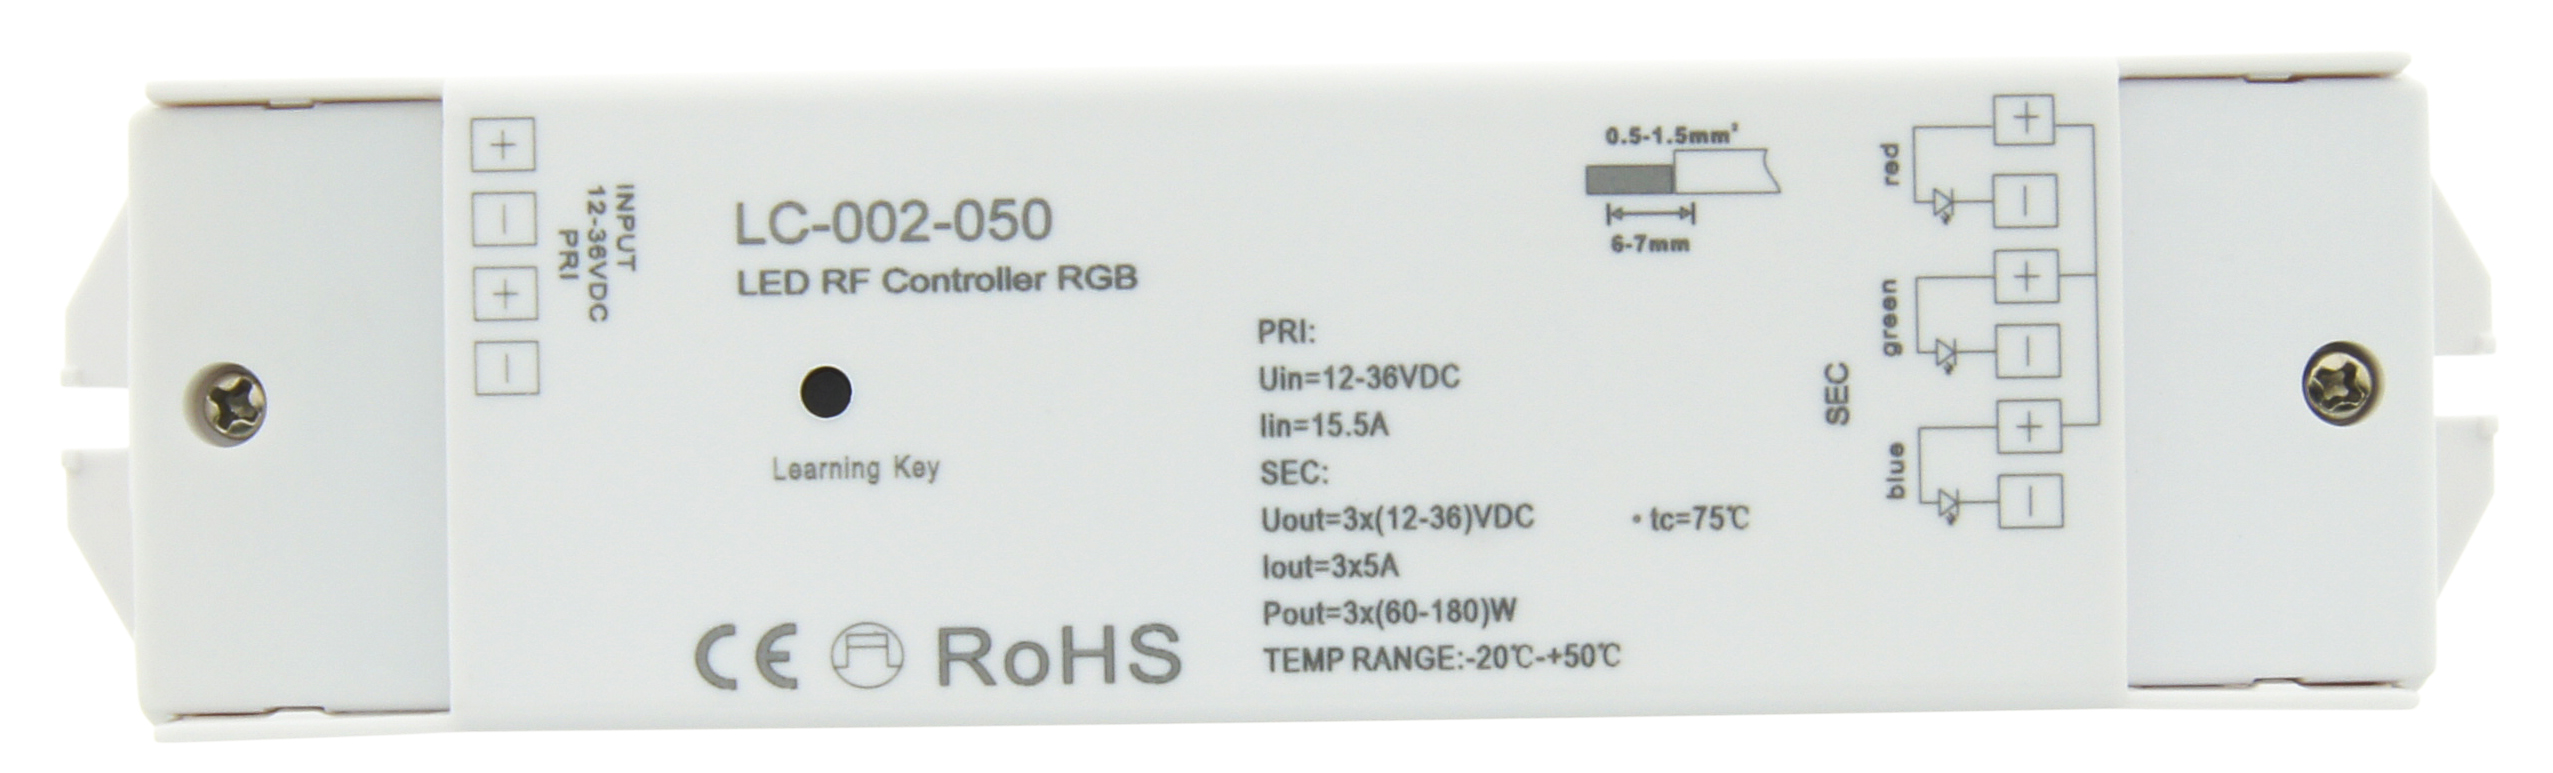 +
−
+
−
INPUT
12-36VDC
PRI
LC-002-050
LED RF Controller RGB
Learning Key
CE RoHS
PRI:
Uin=12-36VDC
Iin=15.5A
SEC:
Uout=3x(12-36)VDC
Iout=3x5A
Pout=3x(60-180)W
TEMP RANGE:-20℃-+50℃
• tc=75℃
0.5-1.5mm²
6-7mm
SEC
red
+
−
green
+
−
blue
+
−